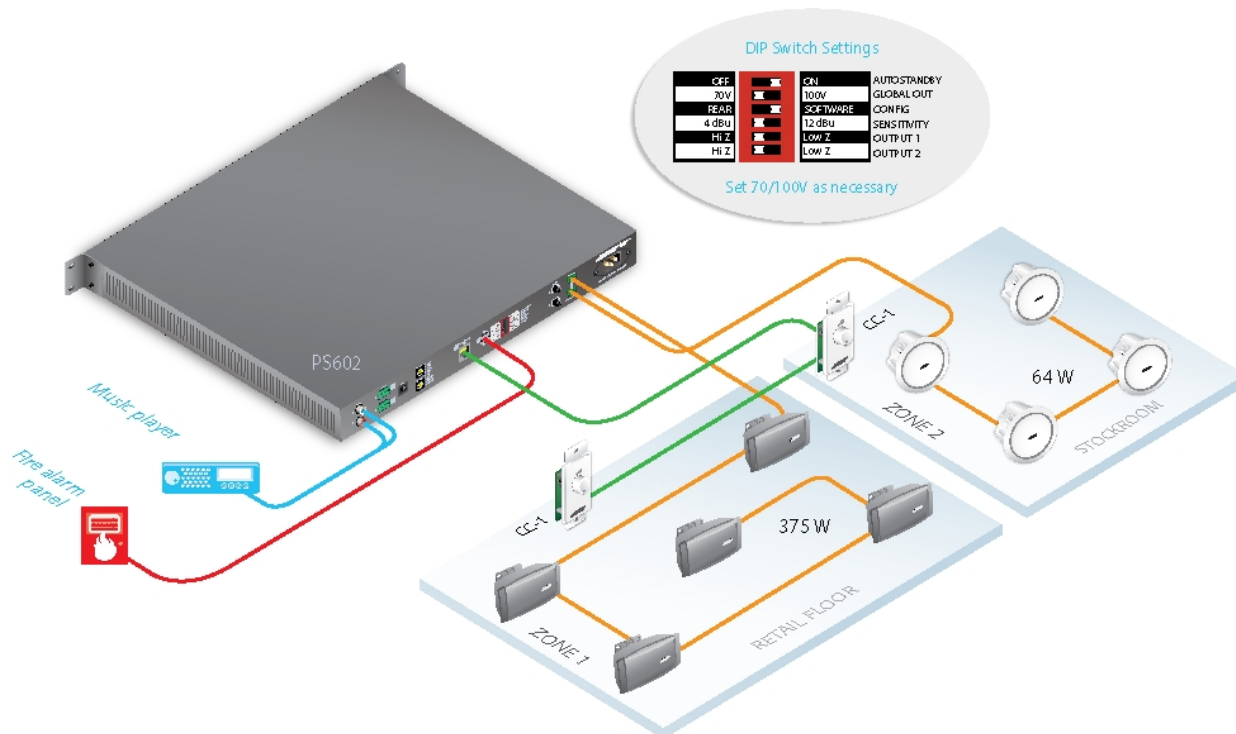 DIP Switch Settings
OFF ON AUTOSTANDBY
70V 100V GLOBAL OUT
REAR SOFTWARE CONFIG
4 dBu 12 dBu SENSITIVITY
Hi Z Low Z OUTPUT 1
Hi Z Low Z OUTPUT 2
Set 70/100V as necessary
PS602
Music player
Fire alarm
panel
CC-1
CC-1
64 W
ZONE 2
STOCKROOM
375 W
ZONE 1
RETAIL FLOOR